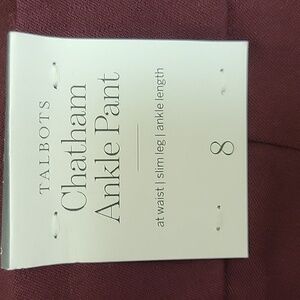 TALBOTS
Chatham
Ankle Pant
at waist | slim leg | ankle length
8